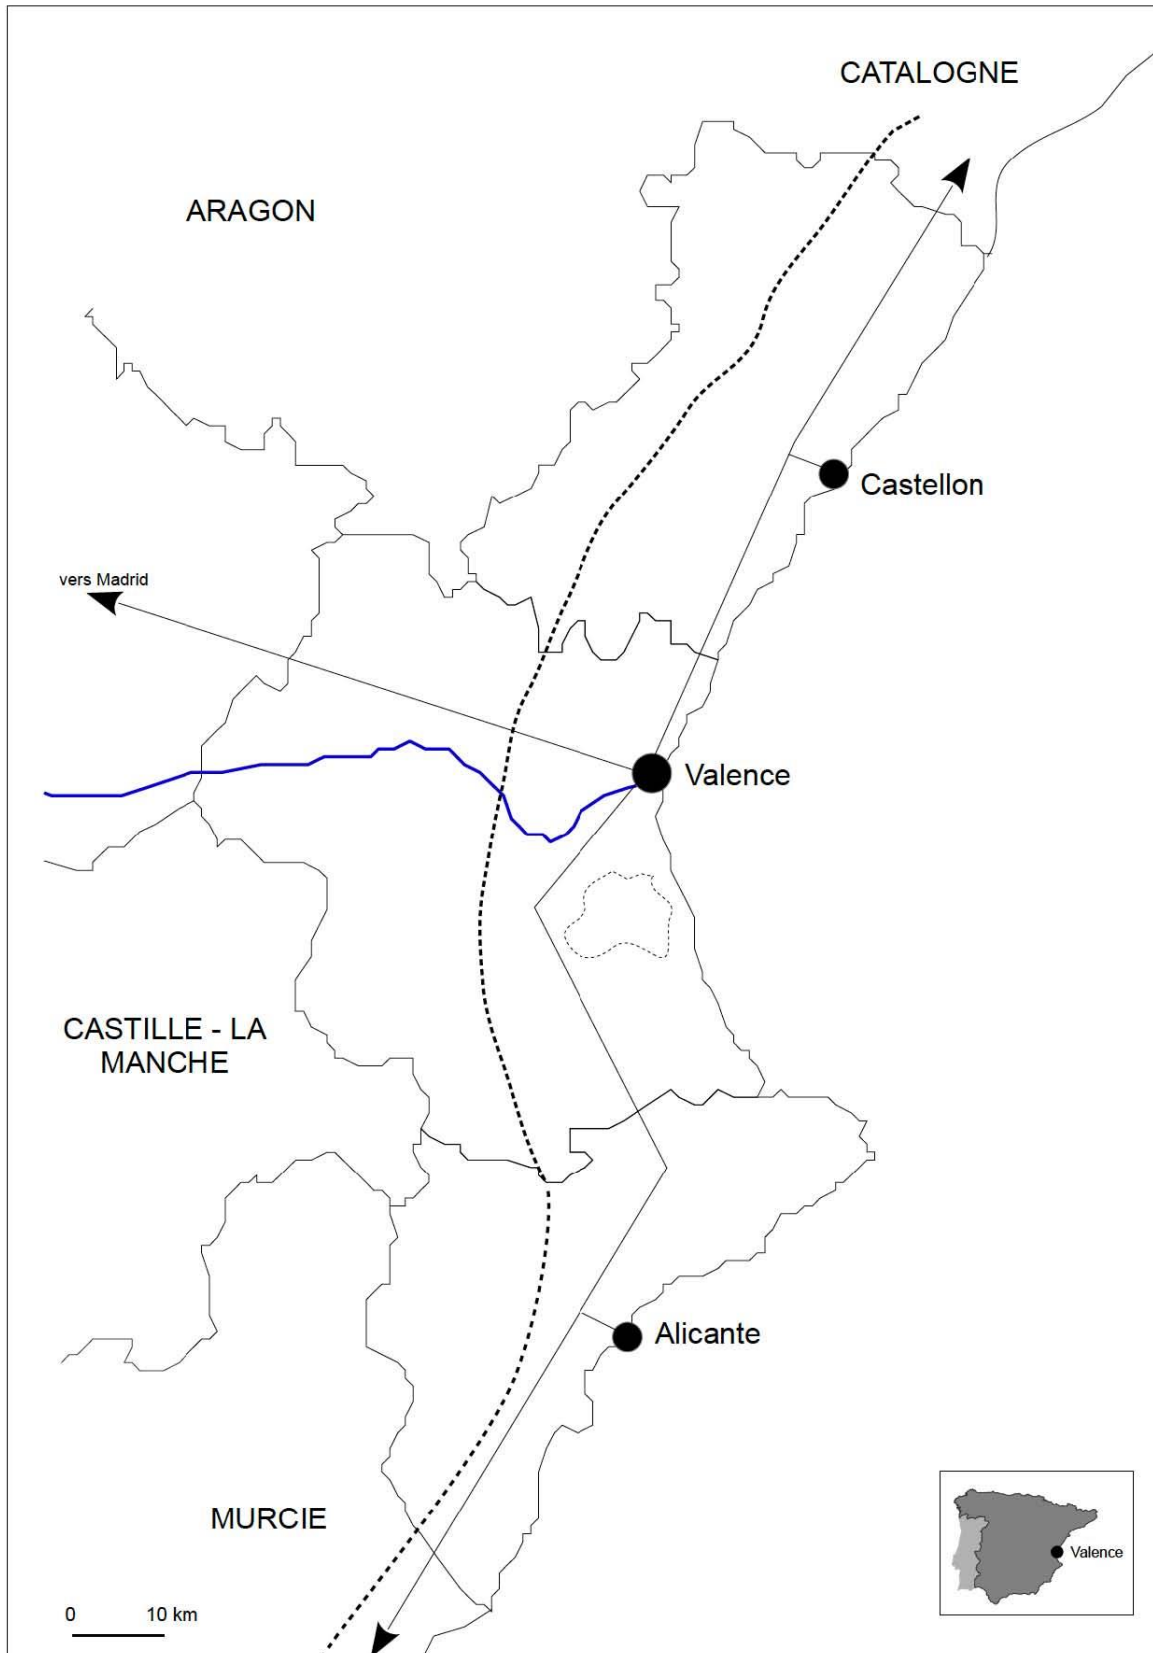 CATALOGNE
ARAGON
Castellon
vers Madrid
Valence
CASTILLE - LA
MANCHE
Alicante
MURCIE
Valence
0 10 km